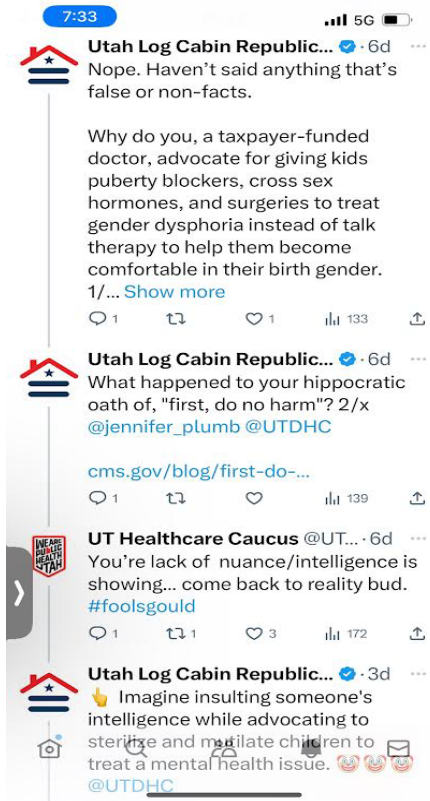 7:33
5G
Utah Log Cabin Republic... · 6d
Nope. Haven’t said anything that’s
false or non-facts.
Why do you, a taxpayer-funded
doctor, advocate for giving kids
puberty blockers, cross sex
hormones, and surgeries to treat
gender dysphoria instead of talk
therapy to help them become
comfortable in their birth gender.
1/... Show more
1 1 133
Utah Log Cabin Republic... · 6d
What happened to your hippocratic
oath of, "first, do no harm"? 2/x
@jennifer_plumb @UTDHC
cms.gov/blog/first-do-...
1 139
WE ARE
PUBLIC
HEALTH
UTAH
UT Healthcare Caucus @UT... · 6d
You’re lack of nuance/intelligence is
showing... come back to reality bud.
#foolsgould
1 1 3 172
Utah Log Cabin Republic... · 3d
👆 Imagine insulting someone's
intelligence while advocating to
sterilize and mutilate children to
treat a mental health issue. 🤡🤡🤡
@UTDHC